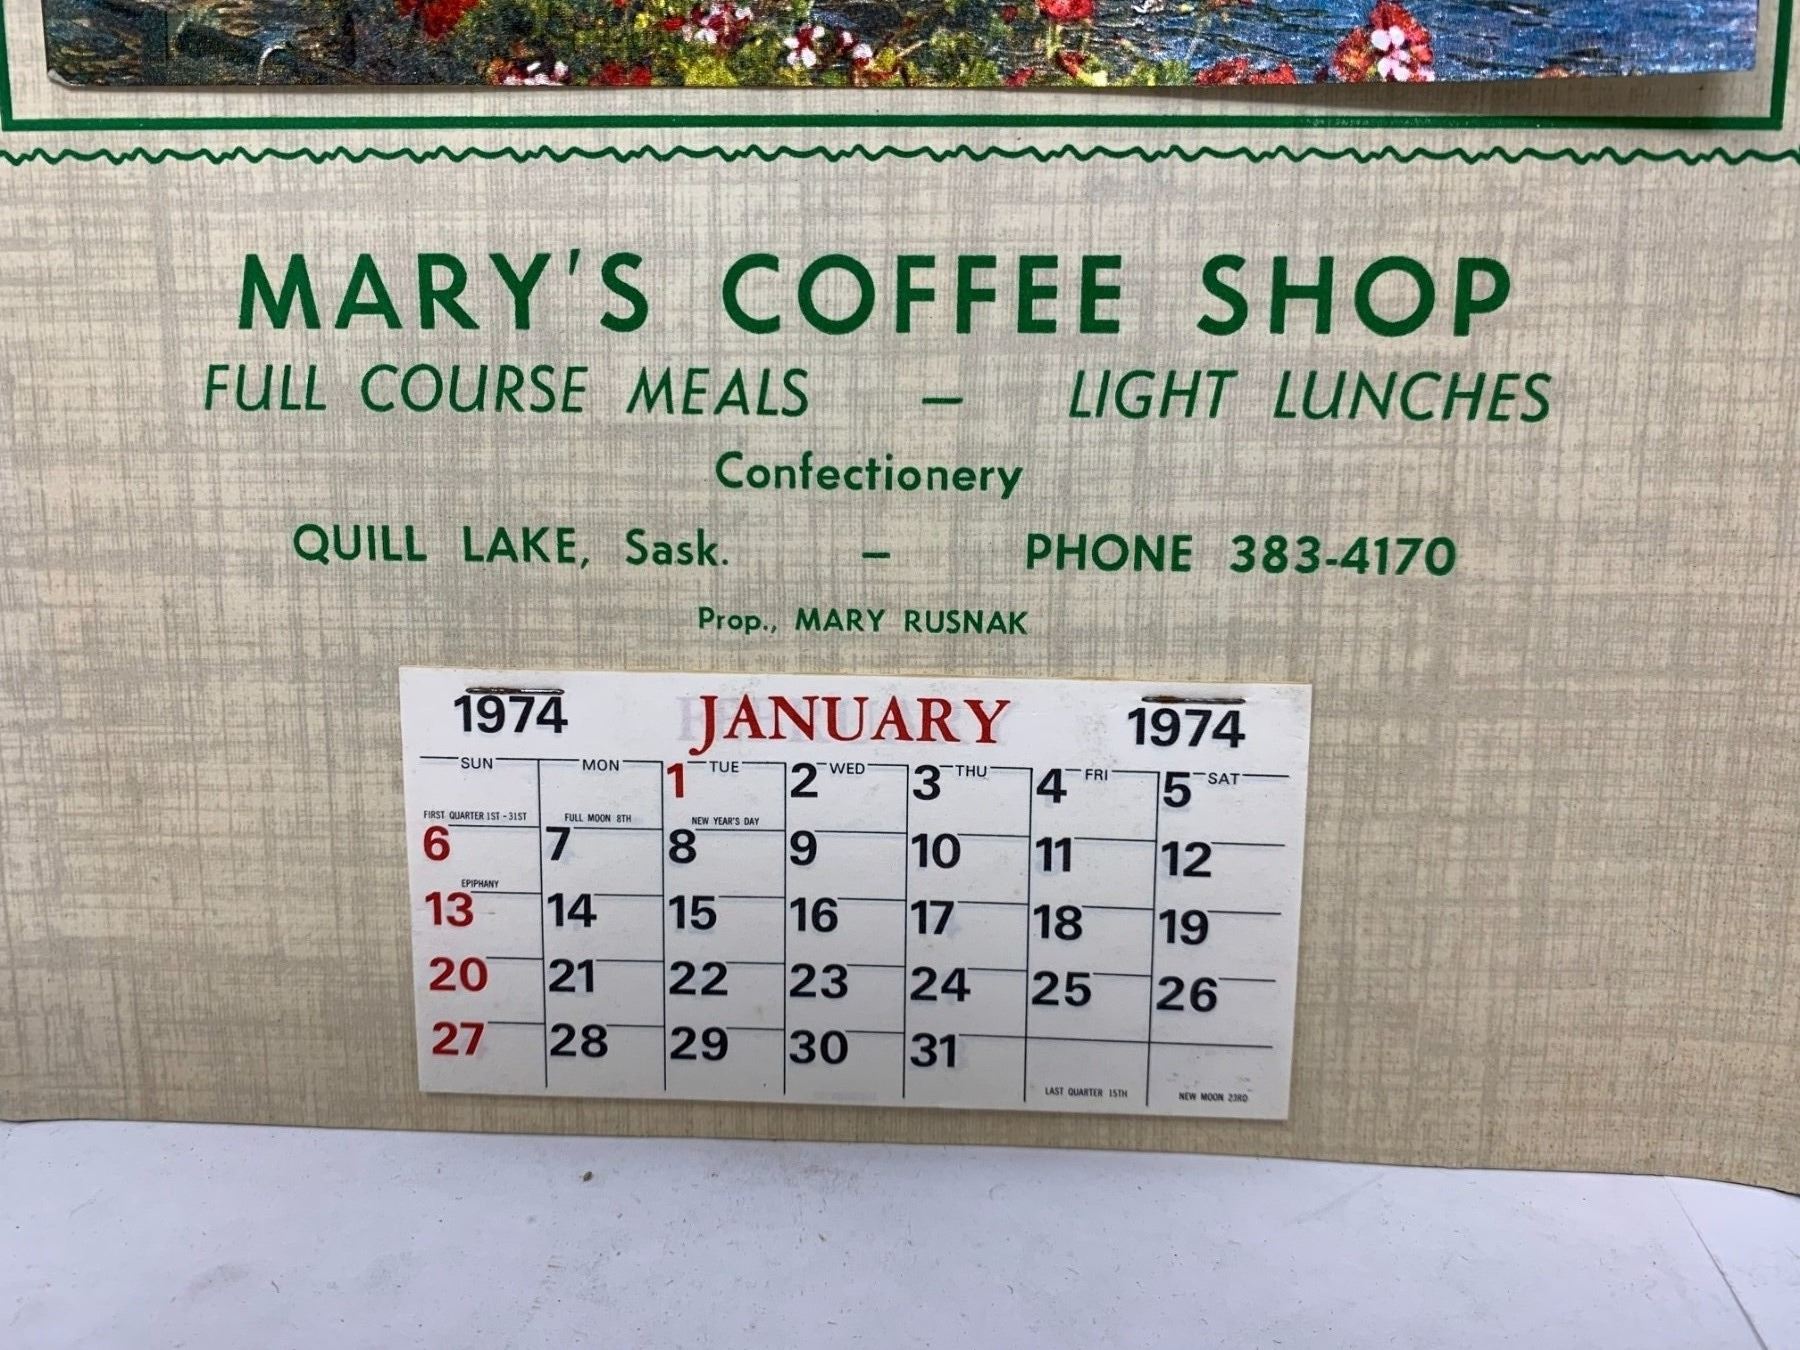 MARY'S COFFEE SHOP
FULL COURSE MEALS — LIGHT LUNCHES
Confectionery
QUILL LAKE, Sask. – PHONE 383-4170
Prop., MARY RUSNAK
1974 JANUARY 1974
SUN MON TUE WED THU FRI SAT
1 2 3 4 5
FIRST QUARTER 1ST - 31ST FULL MOON 8TH NEW YEAR'S DAY
6 7 8 9 10 11 12
EPIPHANY
13 14 15 16 17 18 19
20 21 22 23 24 25 26
27 28 29 30 31
LAST QUARTER 15TH NEW MOON 23RD